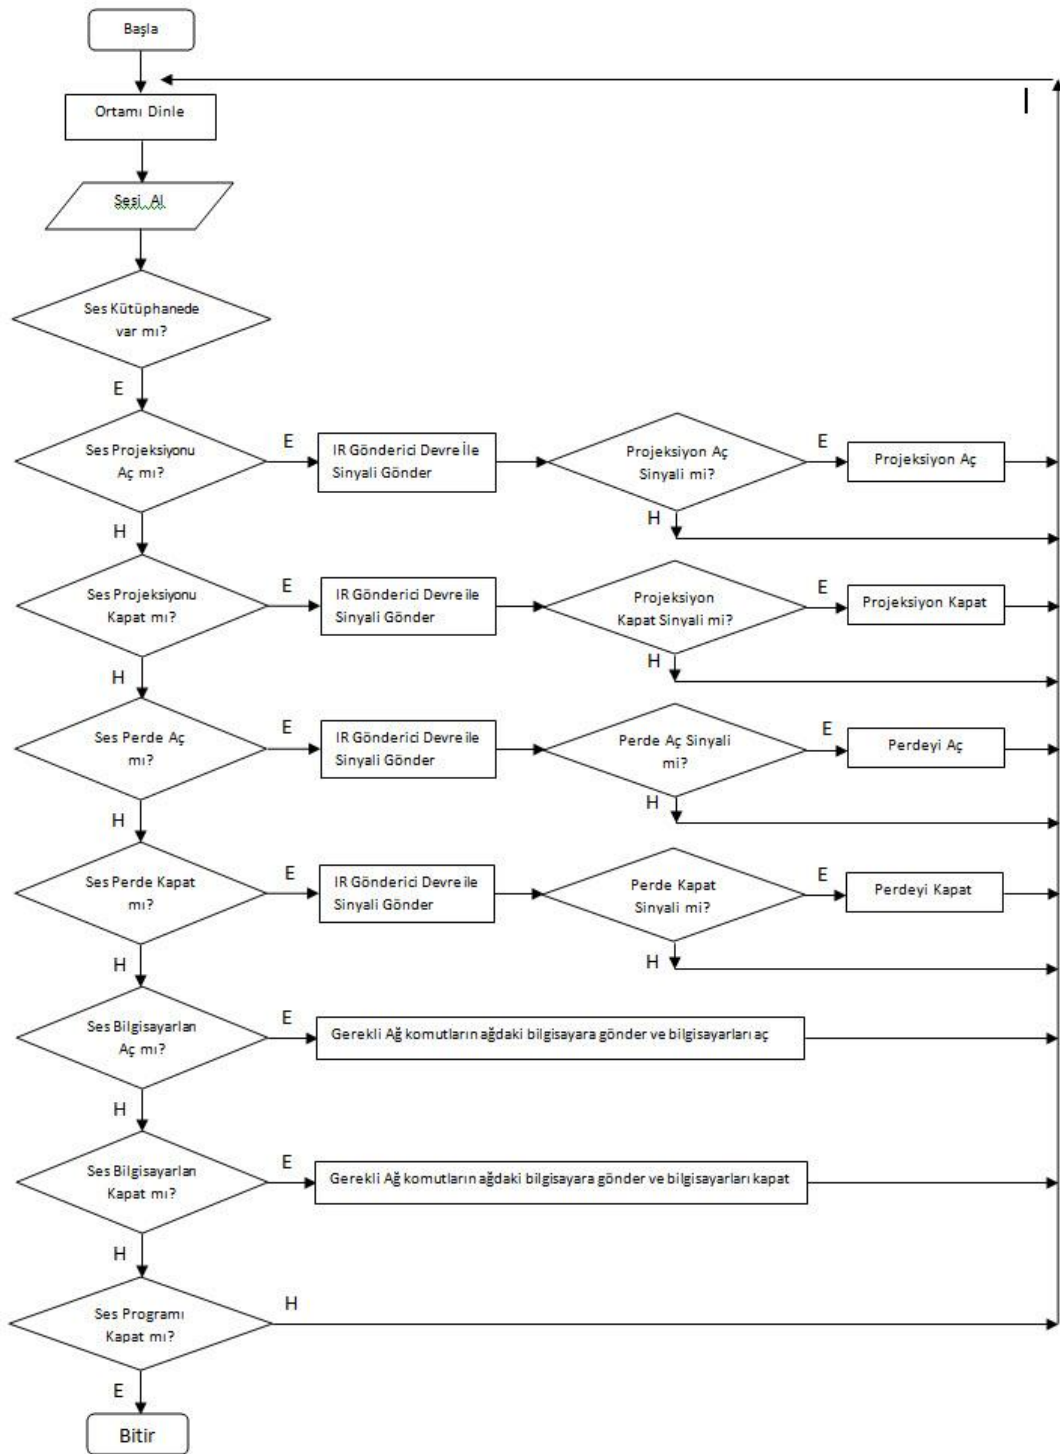 Başla
Ortamı Dinle
Sesi Al
Ses Kütüphanede
var mı?
E
Ses Projeksiyonu
Aç mı?
E
IR Gönderici Devre İle
Sinyali Gönder
Projeksiyon Aç
Sinyali mi?
E
Projeksiyon Aç
H
H
Ses Projeksiyonu
Kapat mı?
E
IR Gönderici Devre ile
Sinyali Gönder
Projeksiyon
Kapat Sinyali mi?
E
Projeksiyon Kapat
H
H
Ses Perde Aç
mı?
E
IR Gönderici Devre ile
Sinyali Gönder
Perde Aç Sinyali
mi?
E
Perdeyi Aç
H
H
Ses Perde Kapat
mı?
E
IR Gönderici Devre ile
Sinyali Gönder
Perde Kapat
Sinyali mi?
E
Perdeyi Kapat
H
H
Ses Bilgisayarları
Aç mı?
E
Gerekli Ağ komutların ağdaki bilgisayara gönder ve bilgisayarları aç
H
Ses Bilgisayarları
Kapat mı?
E
Gerekli Ağ komutların ağdaki bilgisayara gönder ve bilgisayarları kapat
H
Ses Programı
Kapat mı?
H
E
Bitir